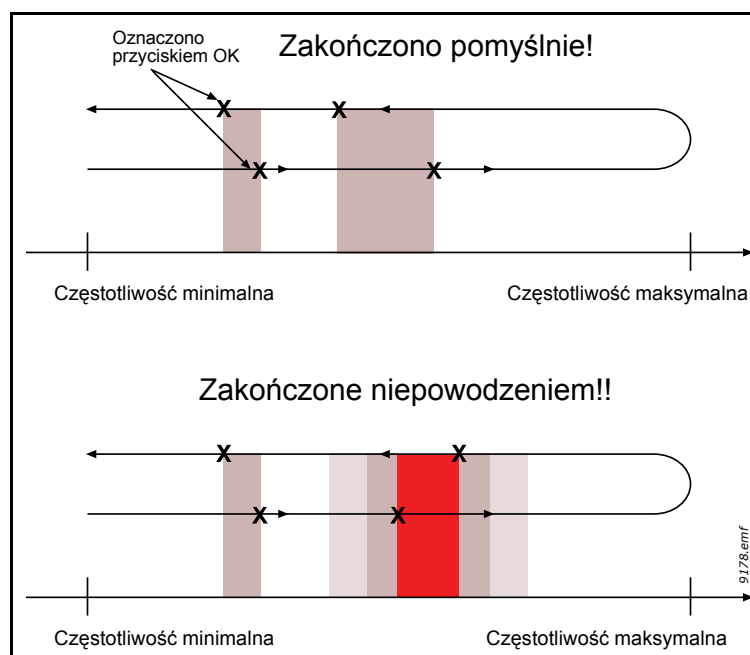 Oznaczono
przyciskiem OK
Zakończono pomyślnie!
X
X
X
X
Częstotliwość minimalna
Częstotliwość maksymalna
Zakończone niepowodzeniem!!
X
X
X
X
9178.emf
Częstotliwość minimalna
Częstotliwość maksymalna